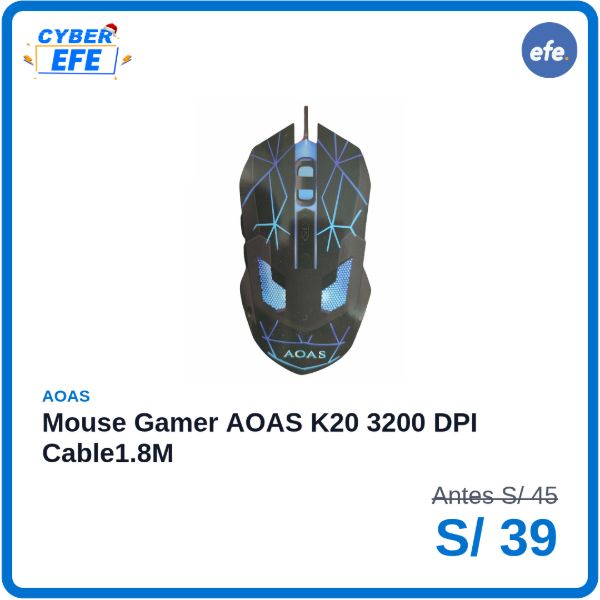 CYBER
EFE
efe.
AOAS
AOAS
Mouse Gamer AOAS K20 3200 DPI
Cable1.8M
Antes S/ 45
S/ 39